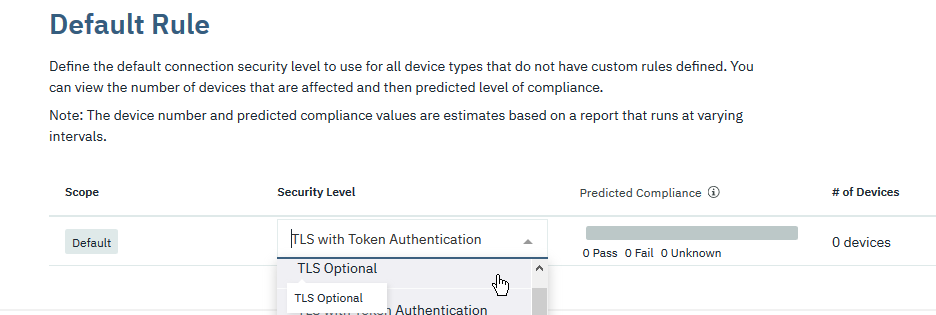 Default Rule
Define the default connection security level to use for all device types that do not have custom rules defined. You
can view the number of devices that are affected and then predicted level of compliance.
Note: The device number and predicted compliance values are estimates based on a report that runs at varying
intervals.
Scope Security Level Predicted Compliance # of Devices
Default TLS with Token Authentication 0 devices
0 Pass 0 Fail 0 Unknown
TLS Optional
TLS Optional
TLS with Token Authentication